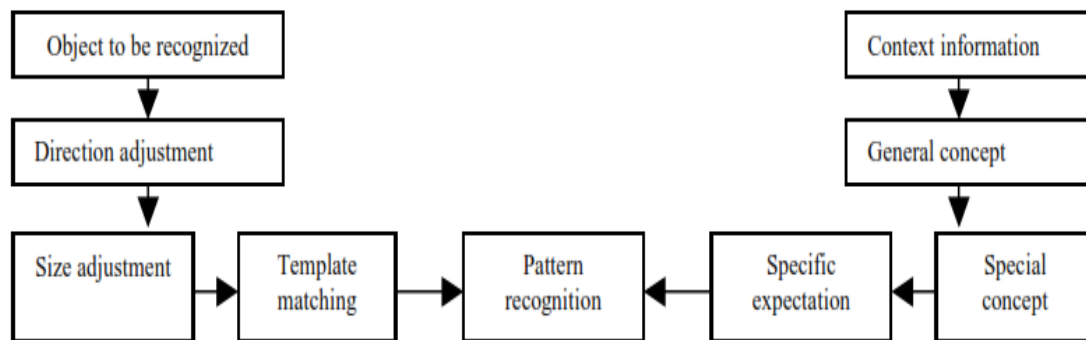 Object to be recognized
Context information
Direction adjustment
General concept
Size adjustment
Template
matching
Pattern
recognition
Specific
expectation
Special
concept